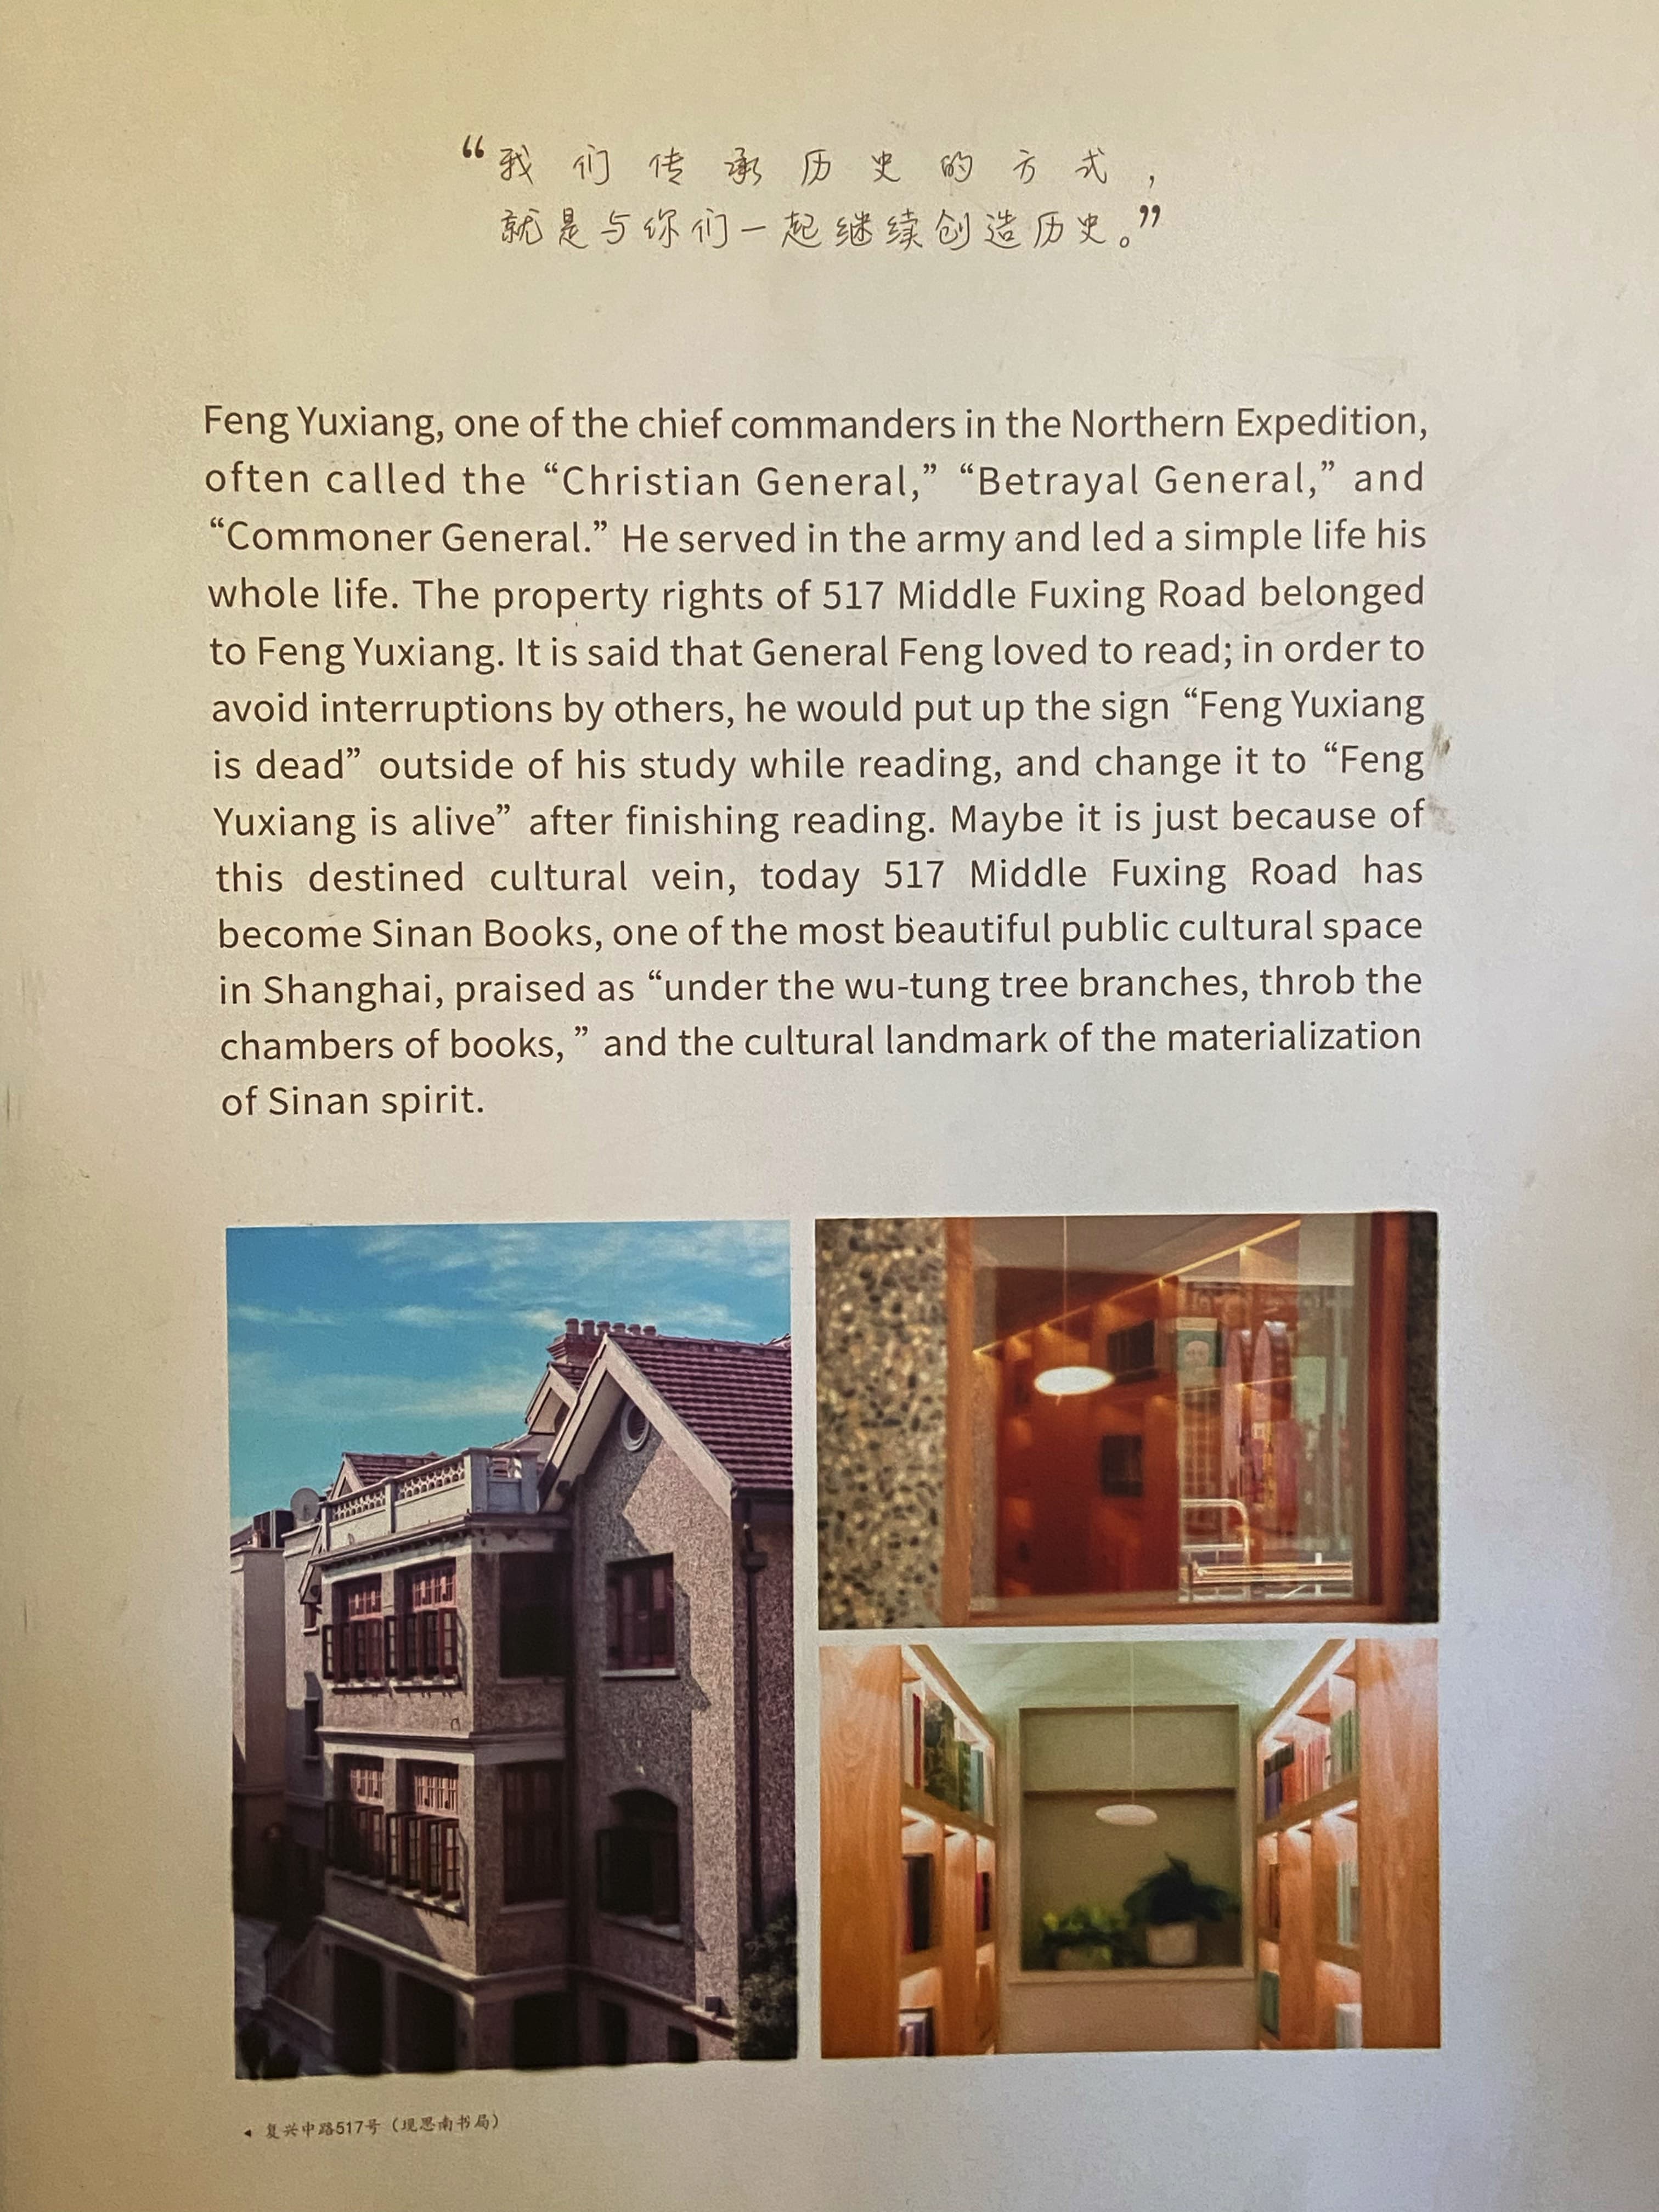 “我们传承历史的方式，
就是与你们一起继续创造历史。”
Feng Yuxiang, one of the chief commanders in the Northern Expedition,
often called the “Christian General,” “Betrayal General,” and
“Commoner General.” He served in the army and led a simple life his
whole life. The property rights of 517 Middle Fuxing Road belonged
to Feng Yuxiang. It is said that General Feng loved to read; in order to
avoid interruptions by others, he would put up the sign “Feng Yuxiang
is dead” outside of his study while reading, and change it to “Feng
Yuxiang is alive” after finishing reading. Maybe it is just because of
this destined cultural vein, today 517 Middle Fuxing Road has
become Sinan Books, one of the most beautiful public cultural space
in Shanghai, praised as “under the wu-tung tree branches, throb the
chambers of books, ” and the cultural landmark of the materialization
of Sinan spirit.
◂ 复兴中路517号（现思南书局）